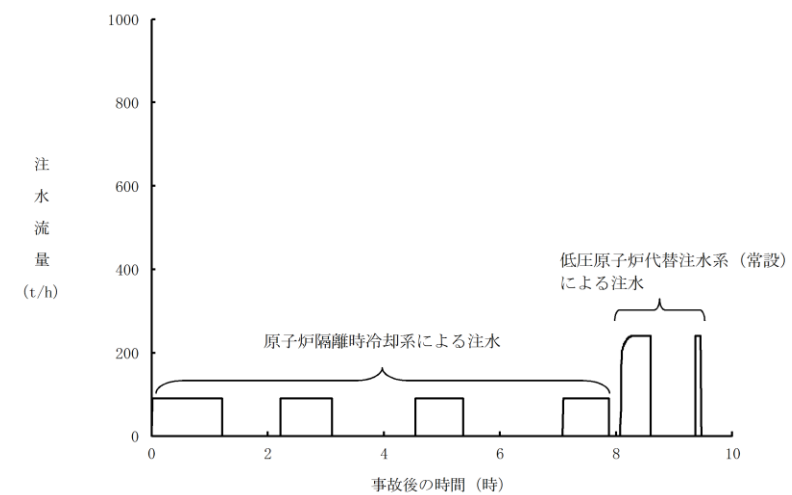 1000
800
600
400
200
0
注
水
流
量
(t/h)
低圧原子炉代替注水系（常設）
による注水
原子炉隔離時冷却系による注水
0 2 4 6 8 10
事故後の時間（時）